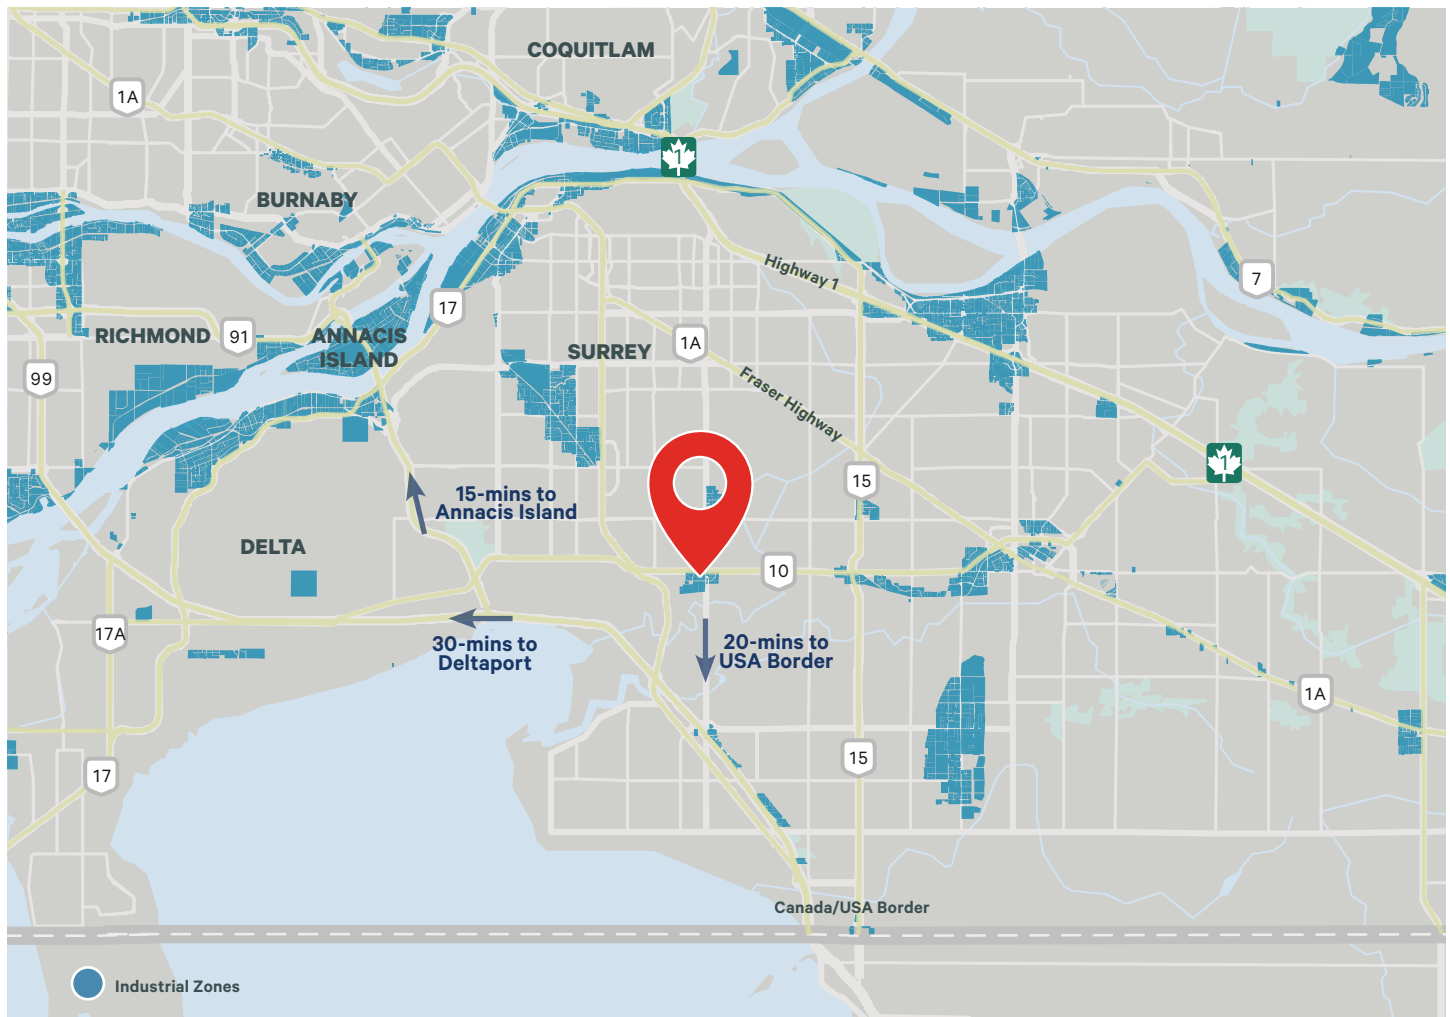 COQUITLAM
1A
1
BURNABY
Highway 1
7
17
RICHMOND
91
ANNACIS
ISLAND
SURREY
1A
99
Fraser Highway
1
15
15-mins to
Annacis Island
DELTA
10
17A
30-mins to
Deltaport
20-mins to
USA Border
1A
15
17
Canada/USA Border
Industrial Zones